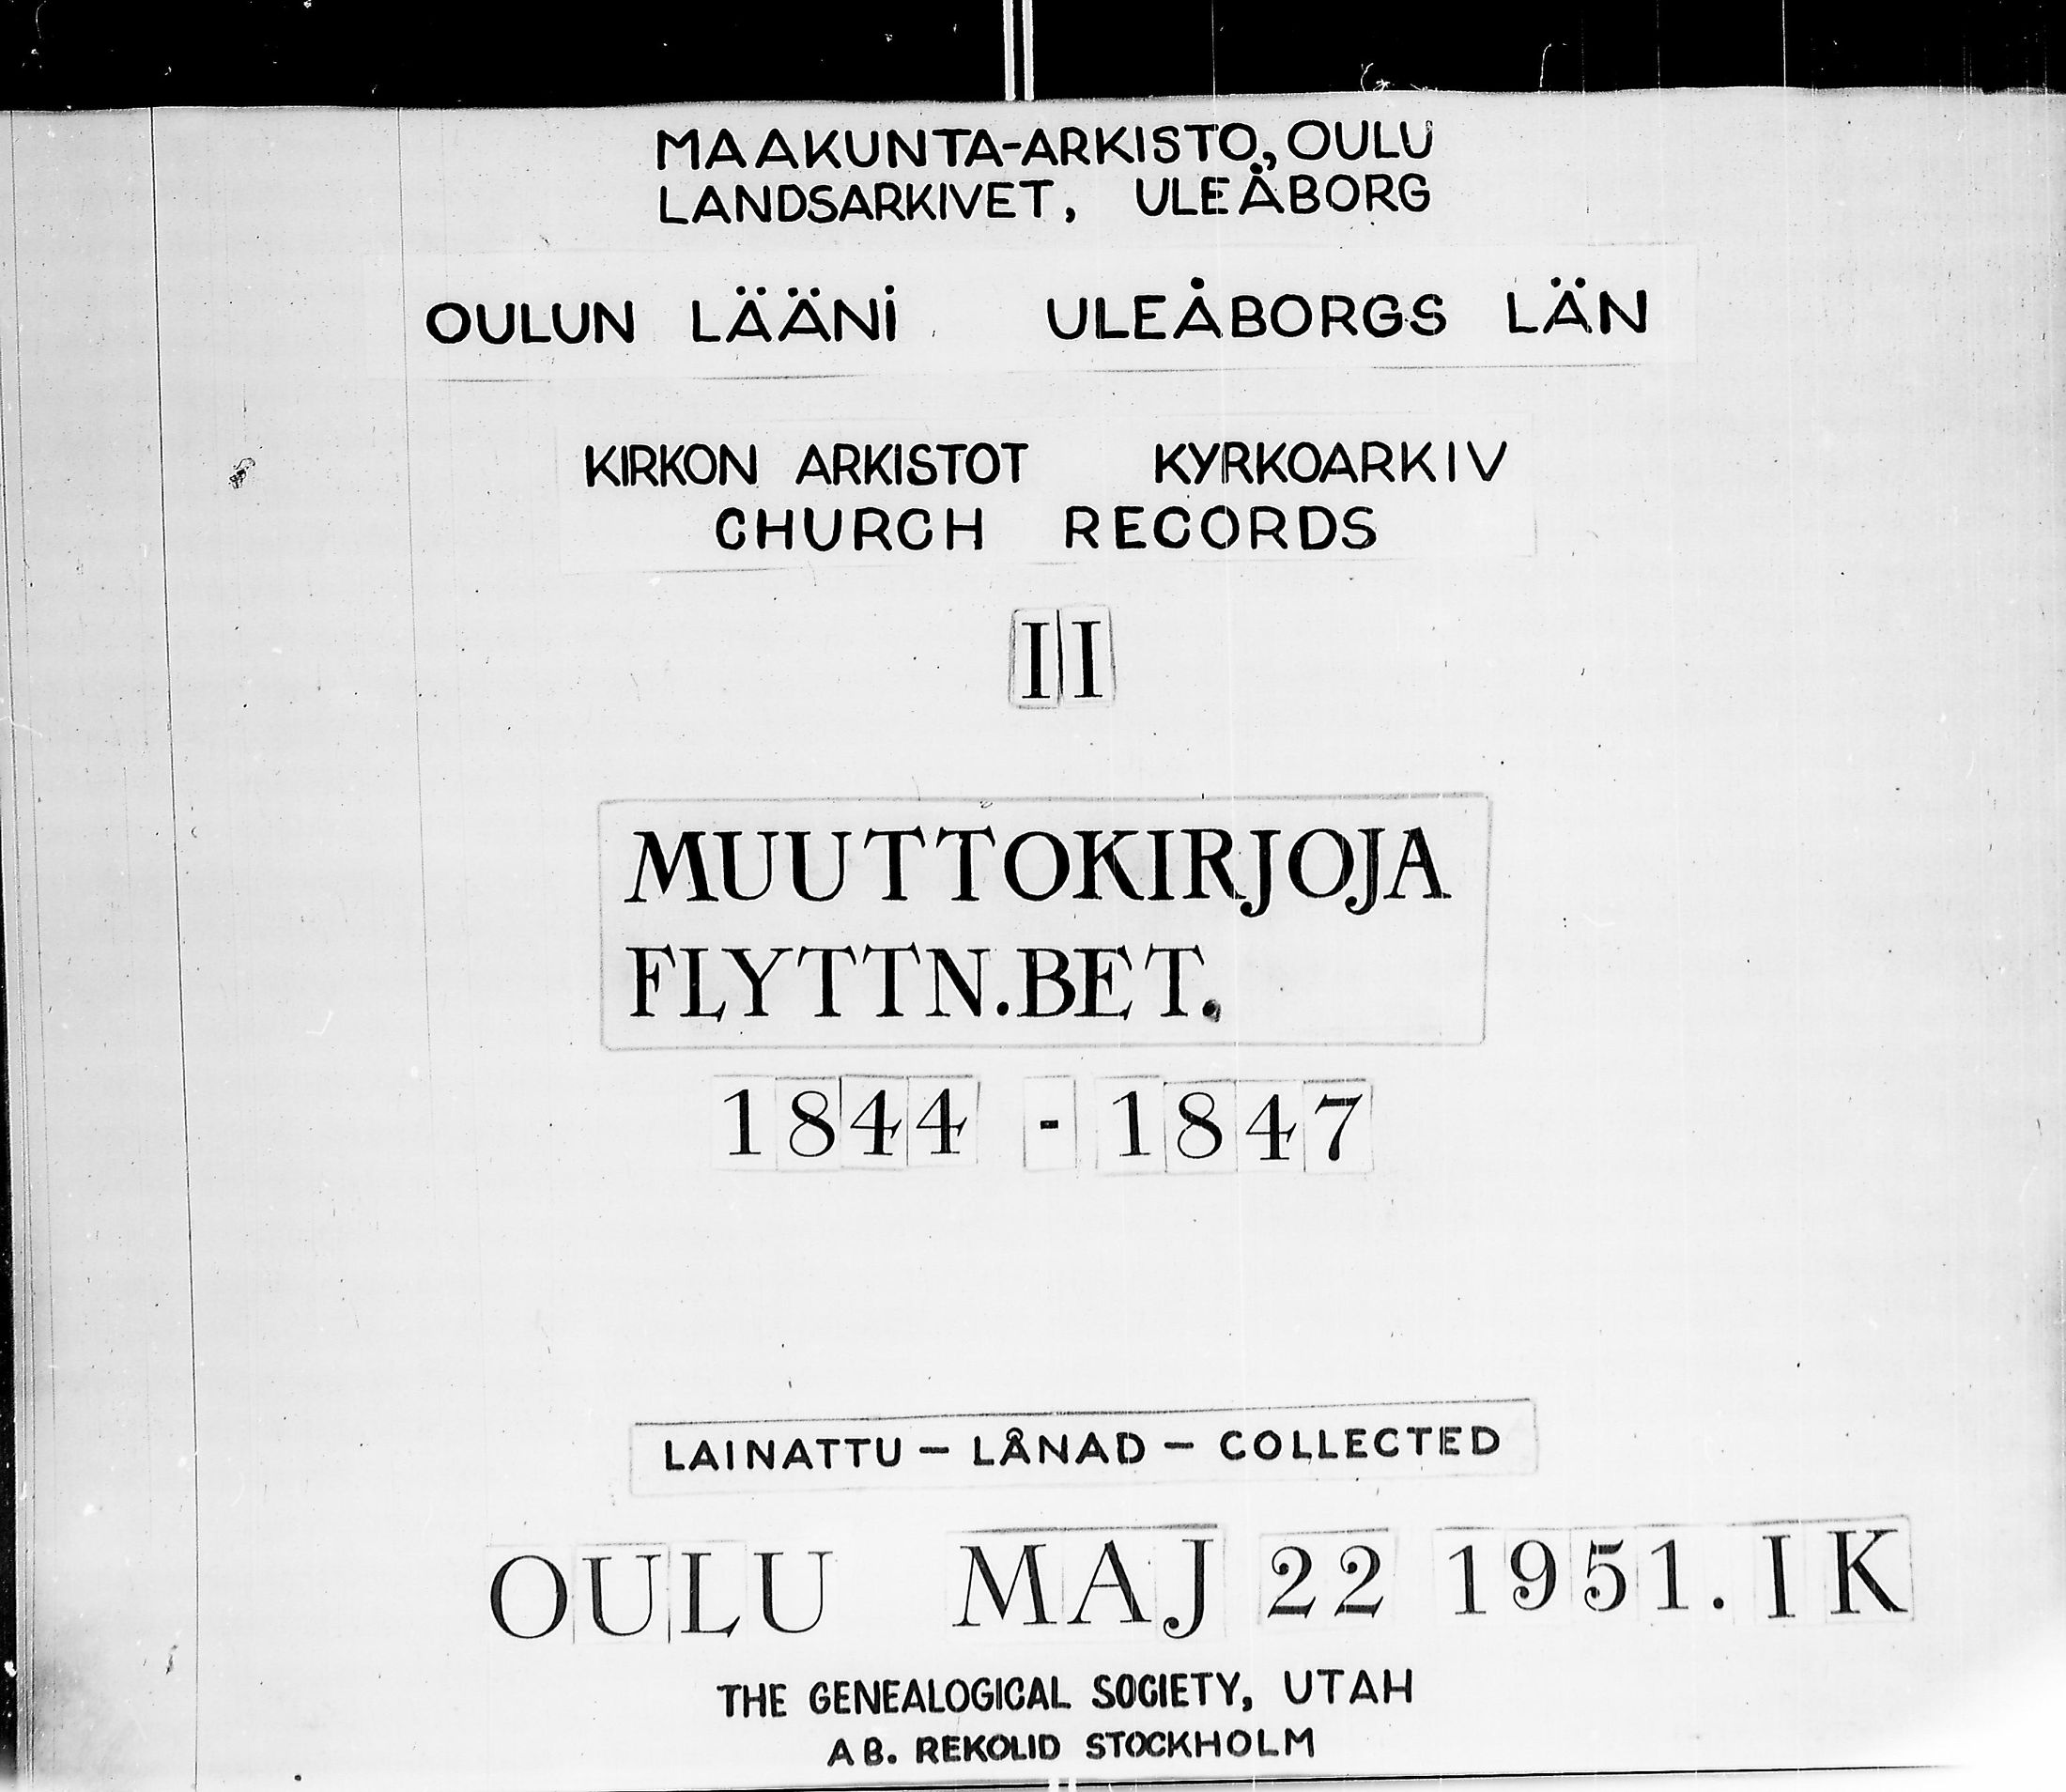 MAAKUNTA-ARKISTO, OULU
LANDSARKIVET, ULEÅBORG
OULUN LÄÄNI ULEÅBORGS LÄN
KIRKON ARKISTOT KYRKOARKIV
CHURCH RECORDS
II
MUUTTOKIRJOJA
FLYTTN.BET.
1844 - 1847
LAINATTU - LÅNAD - COLLECTED
OULU MAJ 22 1951. I K
THE GENEALOGICAL SOCIETY, UTAH
AB. REKOLID STOCKHOLM